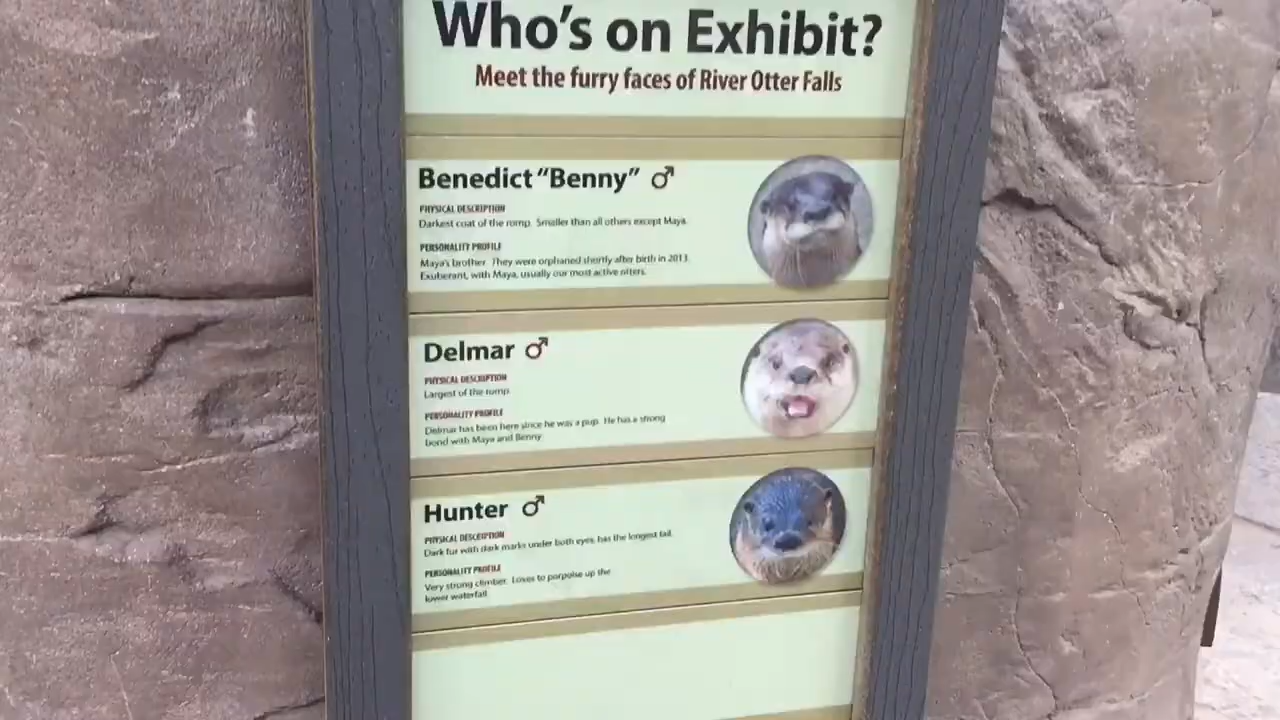 Who's on Exhibit?
Meet the furry faces of River Otter Falls
Benedict "Benny" ♂
PHYSICAL DESCRIPTION
Darkest coat of the romp. Smaller than all others except Maya.
PERSONALITY PROFILE
Maya's brother. They were orphaned shortly after birth in 2013.
Exuberant, with Maya, usually our most active otters.
Delmar ♂
PHYSICAL DESCRIPTION
Largest of the romp.
PERSONALITY PROFILE
Delmar has been here since he was a pup. He has a strong
bond with Maya and Benny
Hunter ♂
PHYSICAL DESCRIPTION
Dark fur with dark marks under both eyes, has the longest tail.
PERSONALITY PROFILE
Very strong climber. Loves to porpoise up the
lower waterfall